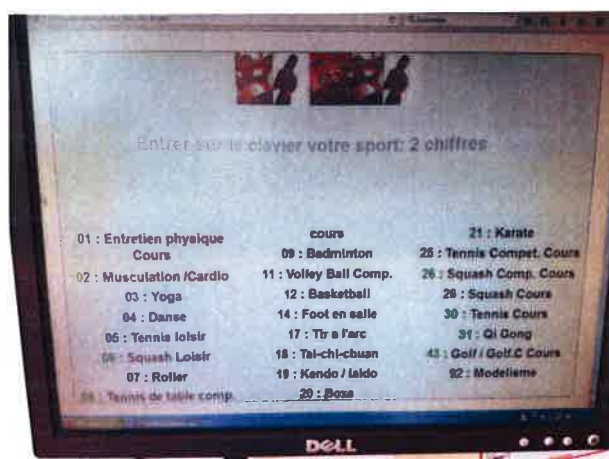 Entrer sur le clavier votre sport: 2 chiffres
01 : Entretien physique
Cours
02 : Musculation /Cardio
03 : Yoga
04 : Danse
05 : Tennis loisir
06 : Squash Loisir
07 : Roller
08 : Tennis de table comp.
cours
09 : Badminton
11 : Volley Ball Comp.
12 : Basketball
14 : Foot en salle
17 : Tir a l'arc
18 : Tai-chi-chuan
19 : Kendo / Iaido
20 : Boxe
21 : Karate
25 : Tennis Compet. Cours
26 : Squash Comp. Cours
29 : Squash Cours
30 : Tennis Cours
31 : Qi Gong
43 : Golf / Golf.C Cours
92 : Modelisme
DELL